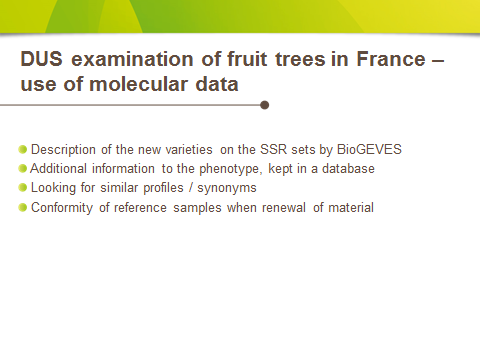 DUS examination of fruit trees in France –
use of molecular data
Description of the new varieties on the SSR sets by BioGEVES
Additional information to the phenotype, kept in a database
Looking for similar profiles / synonyms
Conformity of reference samples when renewal of material